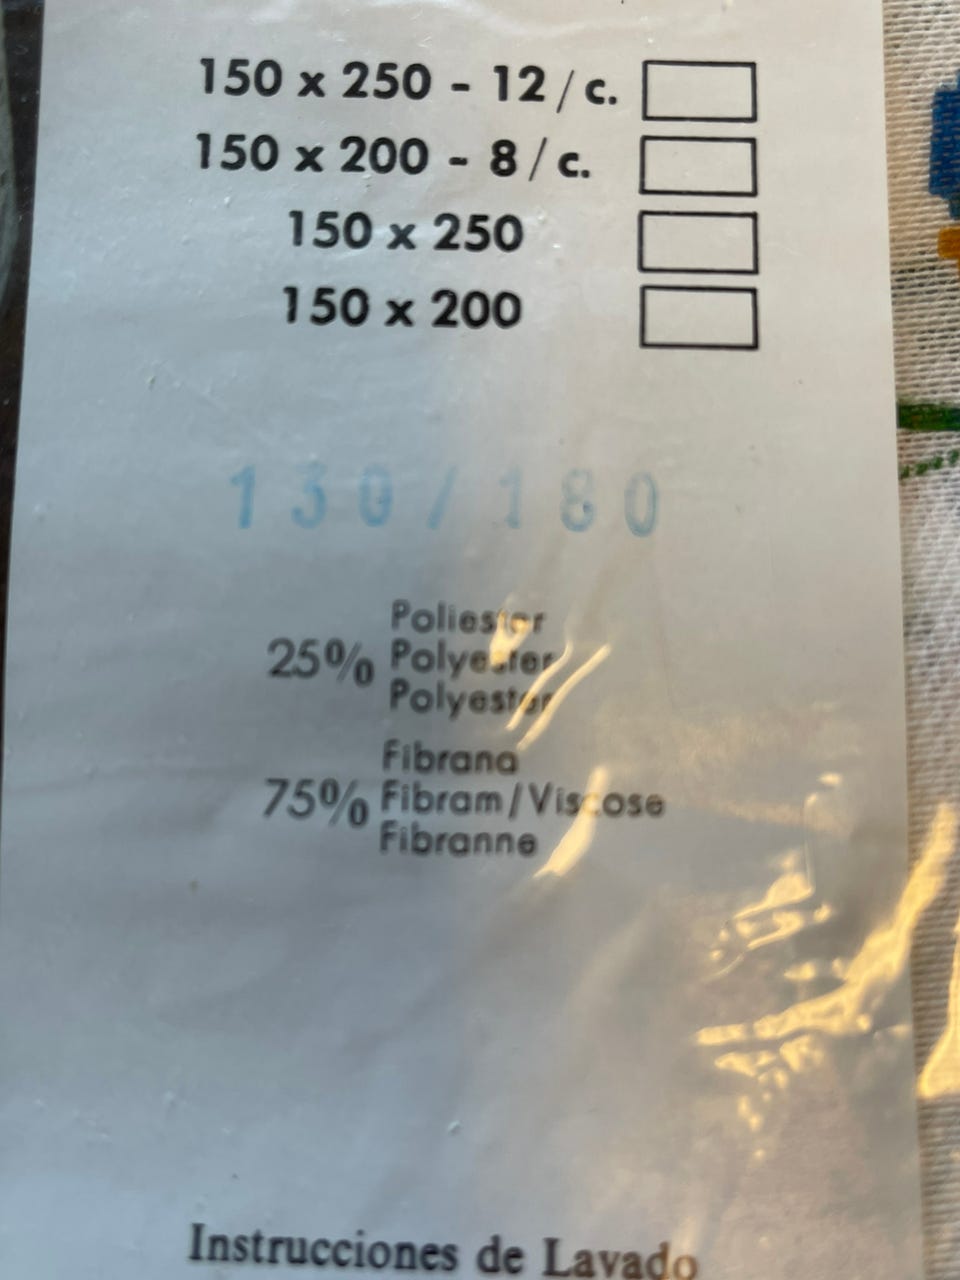 150 x 250 - 12 / c.
150 x 200 - 8 / c.
150 x 250
150 x 200
130 / 180
Poliester
25% Polyester
Polyester
Fibrana
75% Fibram/Viscose
Fibranne
Instrucciones de Lavado